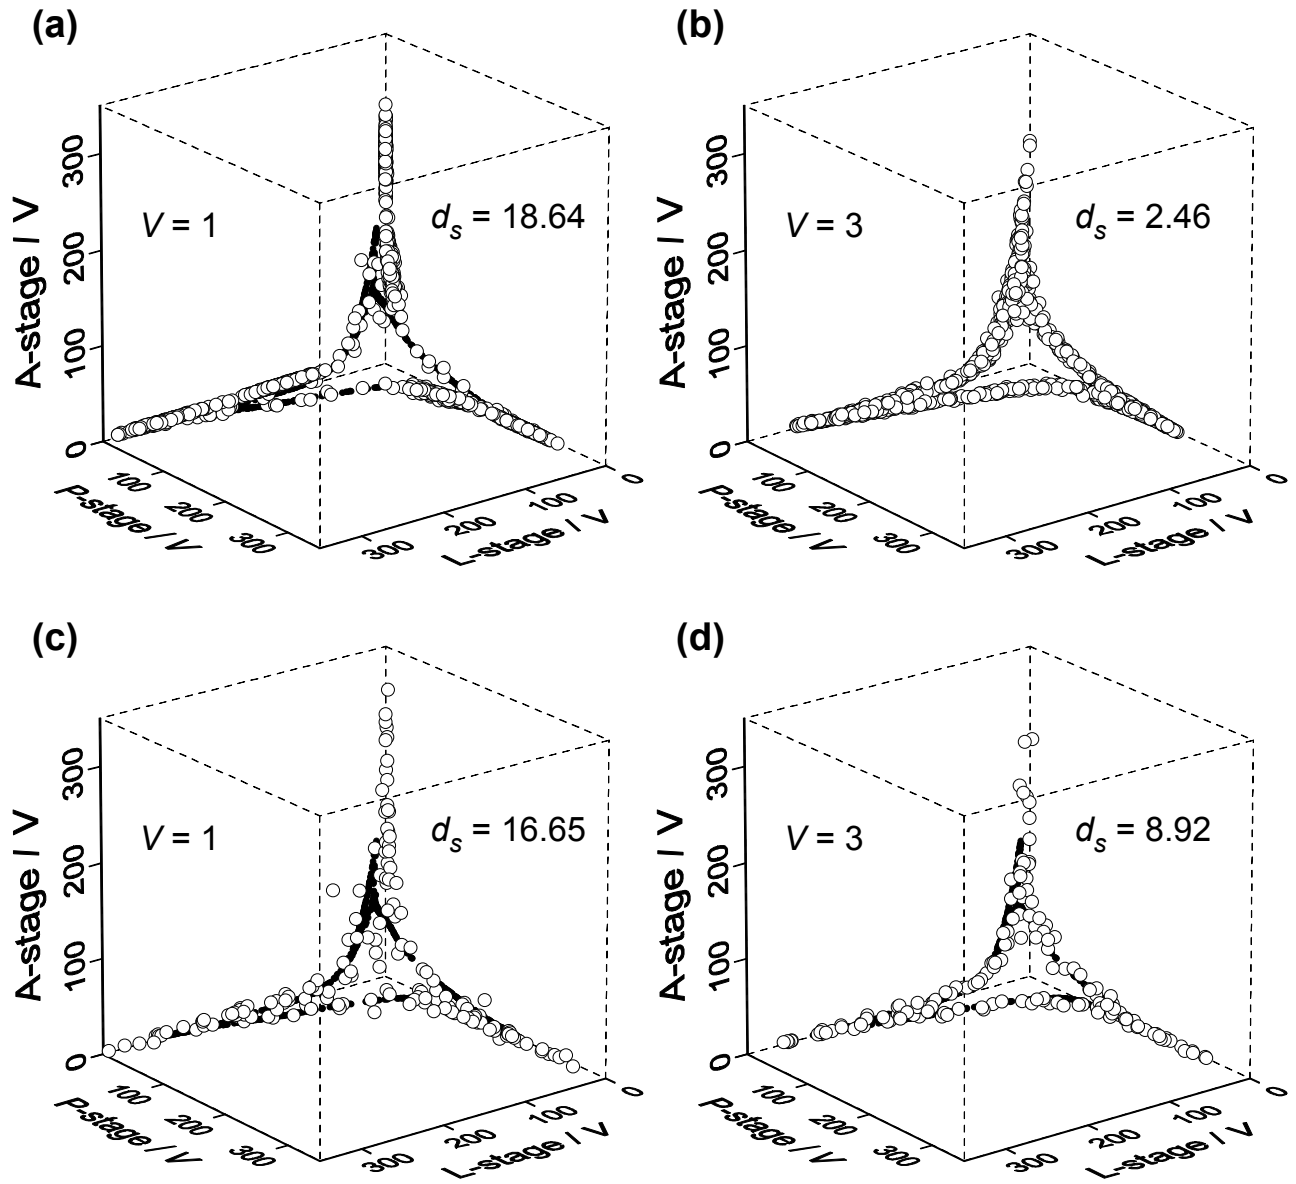 (a)
V = 1
d_s = 18.64
A-stage / V
0
100
200
300
P-stage / V
100
200
300
L-stage / V
300
200
100
0
(b)
V = 3
d_s = 2.46
A-stage / V
0
100
200
300
P-stage / V
100
200
300
L-stage / V
300
200
100
0
(c)
V = 1
d_s = 16.65
A-stage / V
0
100
200
300
P-stage / V
100
200
300
L-stage / V
300
200
100
0
(d)
V = 3
d_s = 8.92
A-stage / V
0
100
200
300
P-stage / V
100
200
300
L-stage / V
300
200
100
0